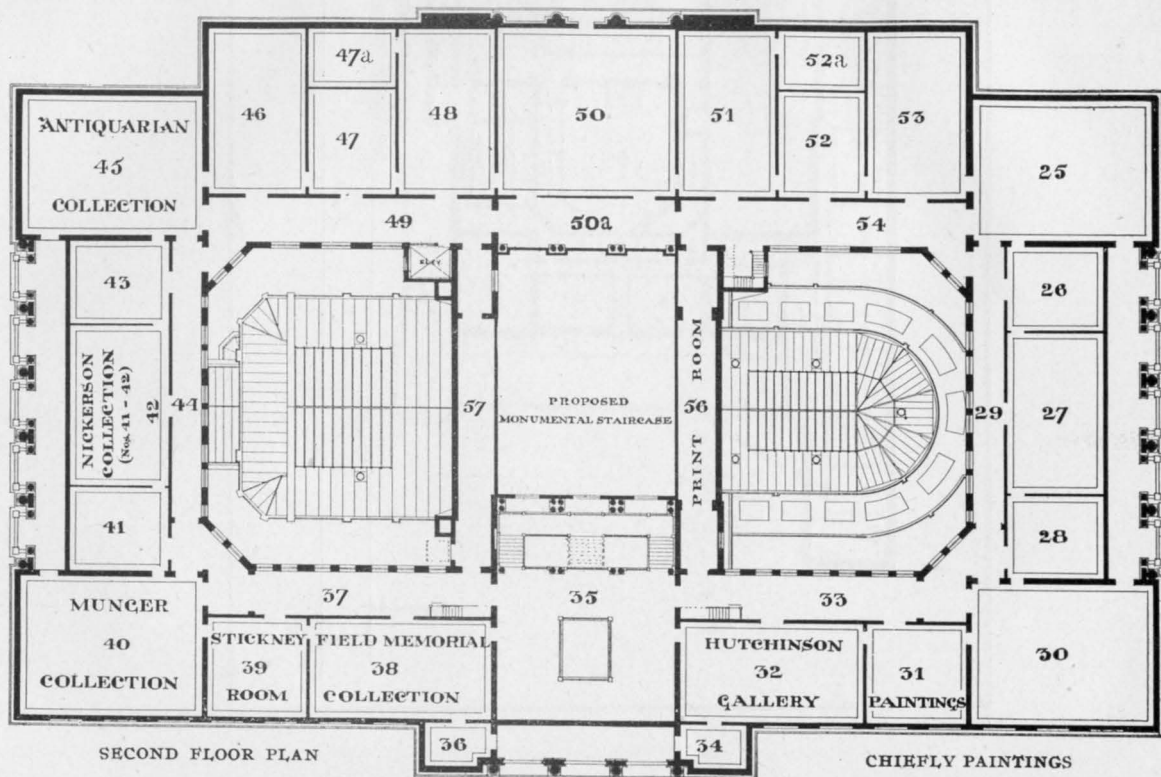 46
47a
47
48
50
51
52a
52
53
ANTIQUARIAN
45
COLLECTION
25
49
50a
54
ELEV
43
26
NICKERSON
COLLECTION
(Nos. 41 - 42)
42
44
57
PROPOSED
MONUMENTAL STAIRCASE
PRINT ROOM
56
29
27
41
28
MUNGER
40
COLLECTION
37
35
33
STICKNEY
39
ROOM
FIELD MEMORIAL
38
COLLECTION
HUTCHINSON
32
GALLERY
31
PAINTINGS
30
36
34
SECOND FLOOR PLAN
CHIEFLY PAINTINGS